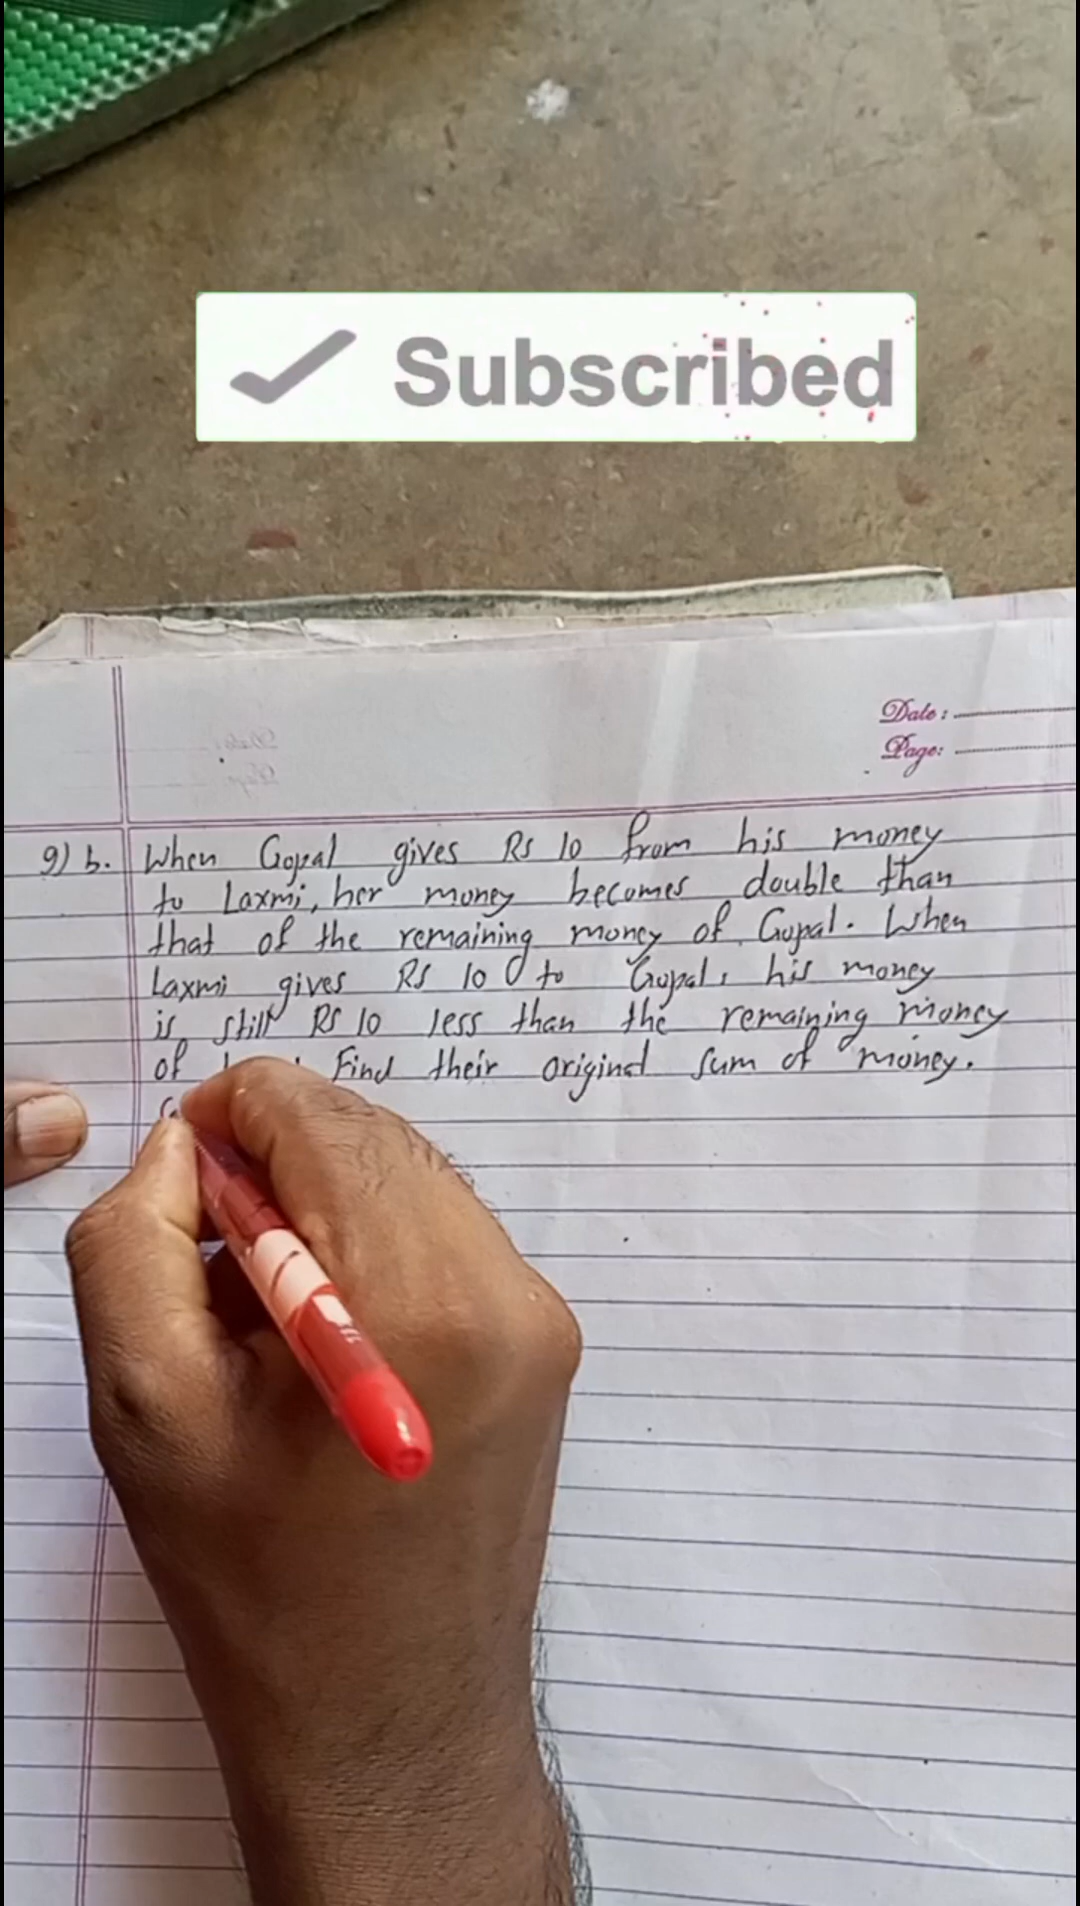 Subscribed
Date:
Page:
9) b. When Gopal gives Rs 10 from his money
to Laxmi, her money becomes double than
that of the remaining money of Gopal. When
Laxmi gives Rs 10 to Gopal, his money
is still Rs 10 less than the remaining money
of Find their original sum of money.